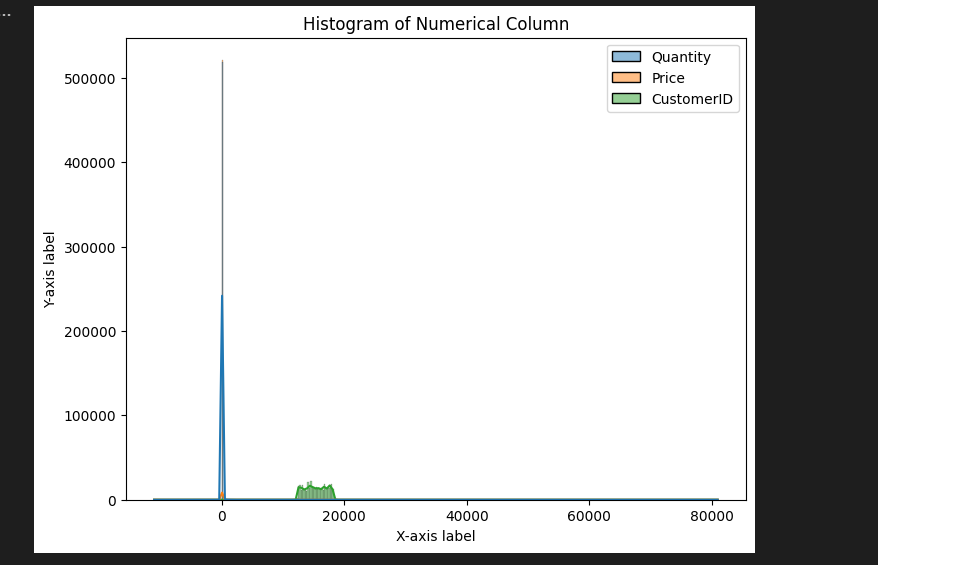 ...
Histogram of Numerical Column
Quantity
Price
CustomerID
500000
400000
300000
200000
100000
0
Y-axis label
0 20000 40000 60000 80000
X-axis label